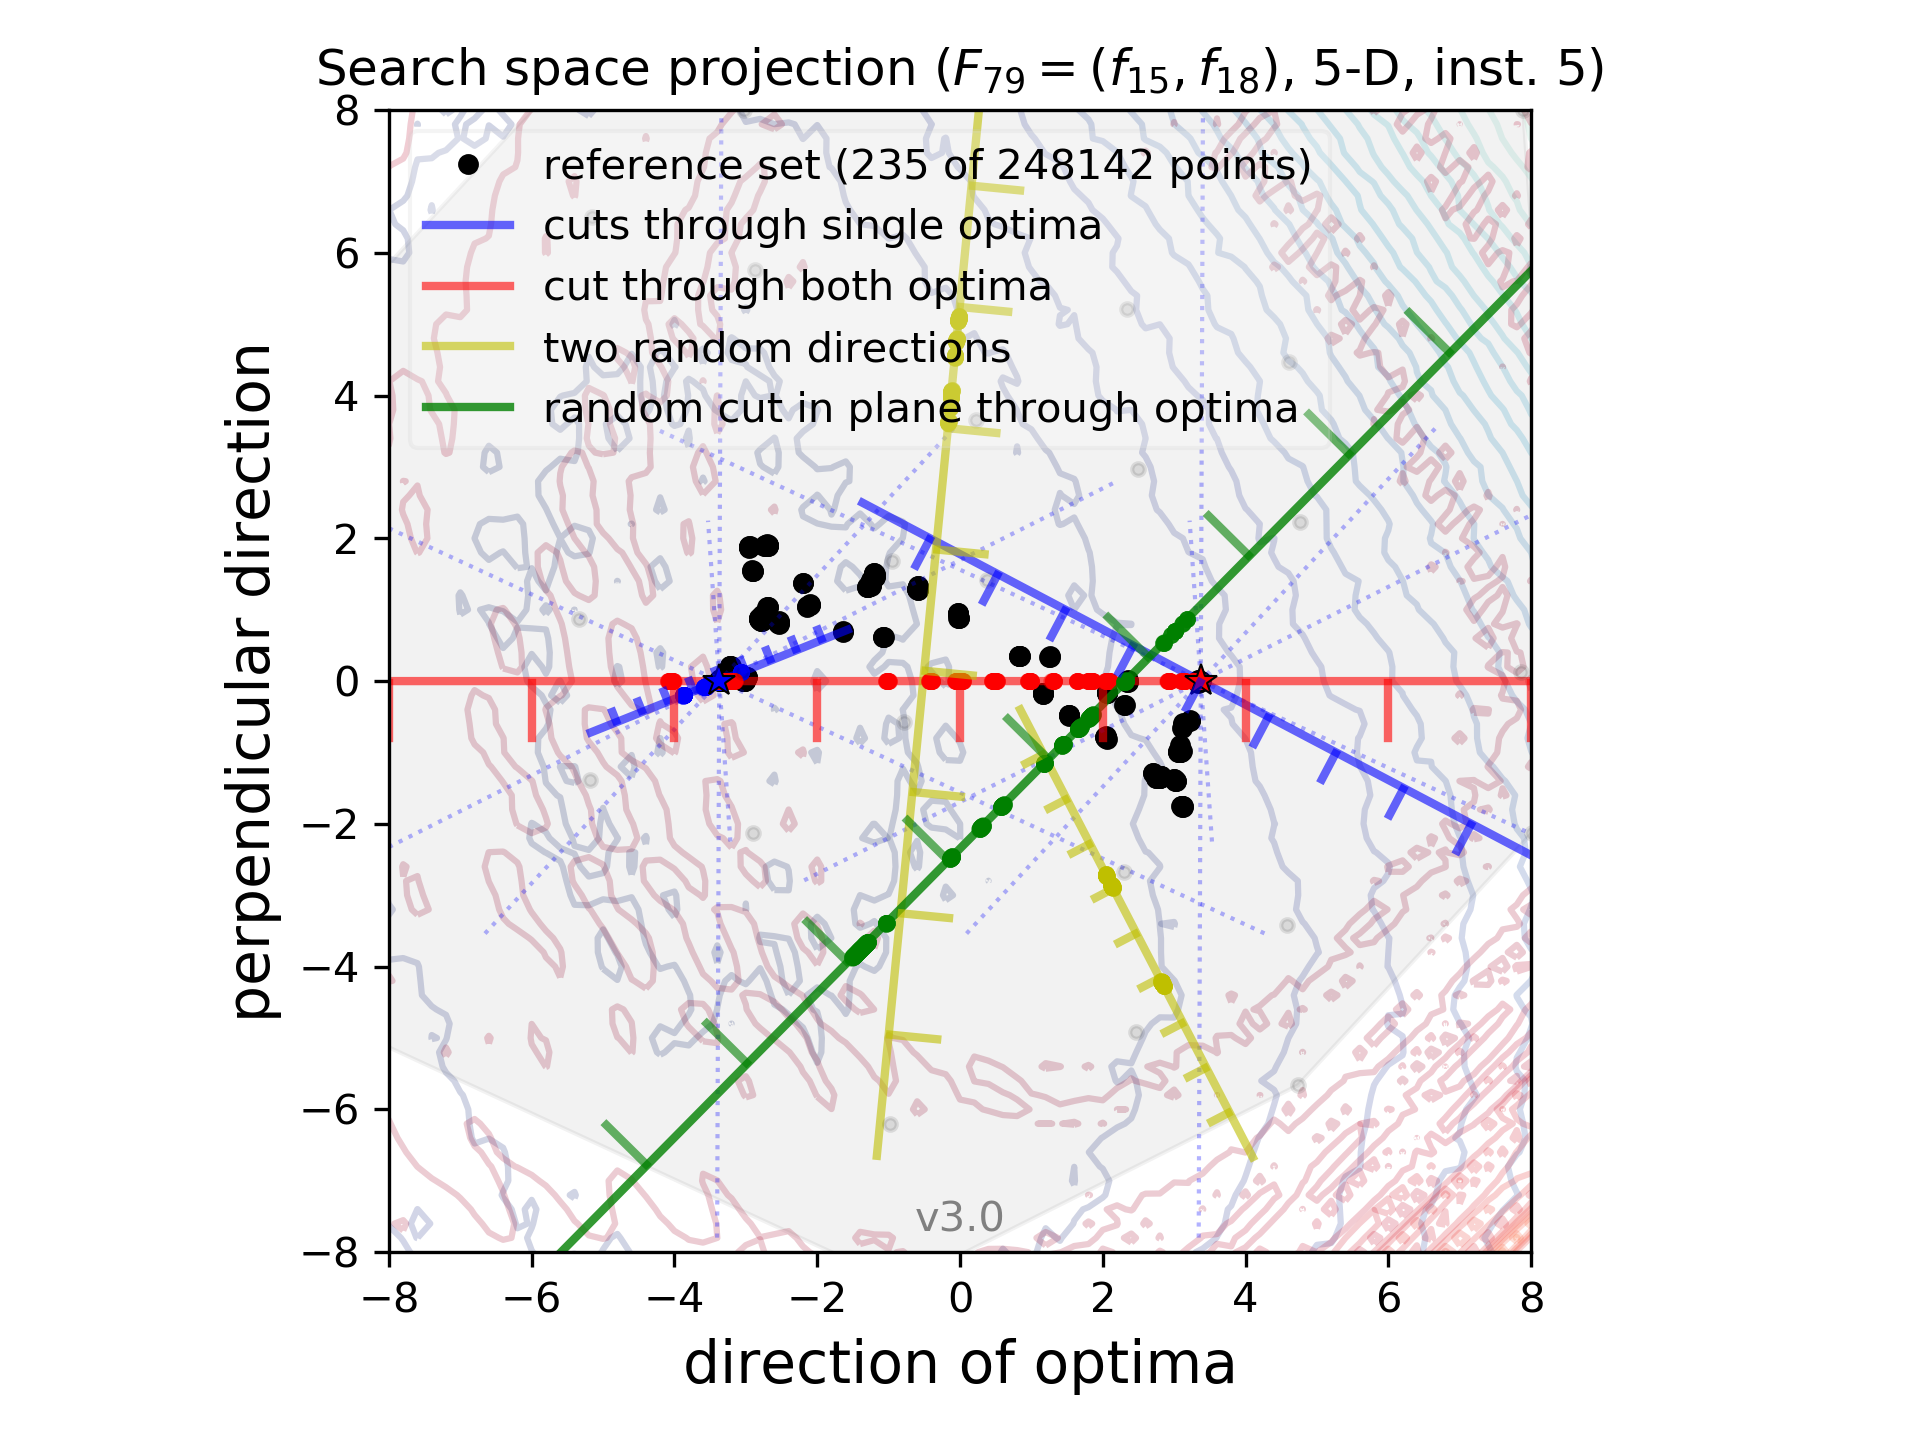 Search space projection (F79 = (f15, f18), 5-D, inst. 5)
8
6
4
2
0
−2
−4
−6
−8
perpendicular direction
reference set (235 of 248142 points)
cuts through single optima
cut through both optima
two random directions
random cut in plane through optima
v3.0
−8 −6 −4 −2 0 2 4 6 8
direction of optima